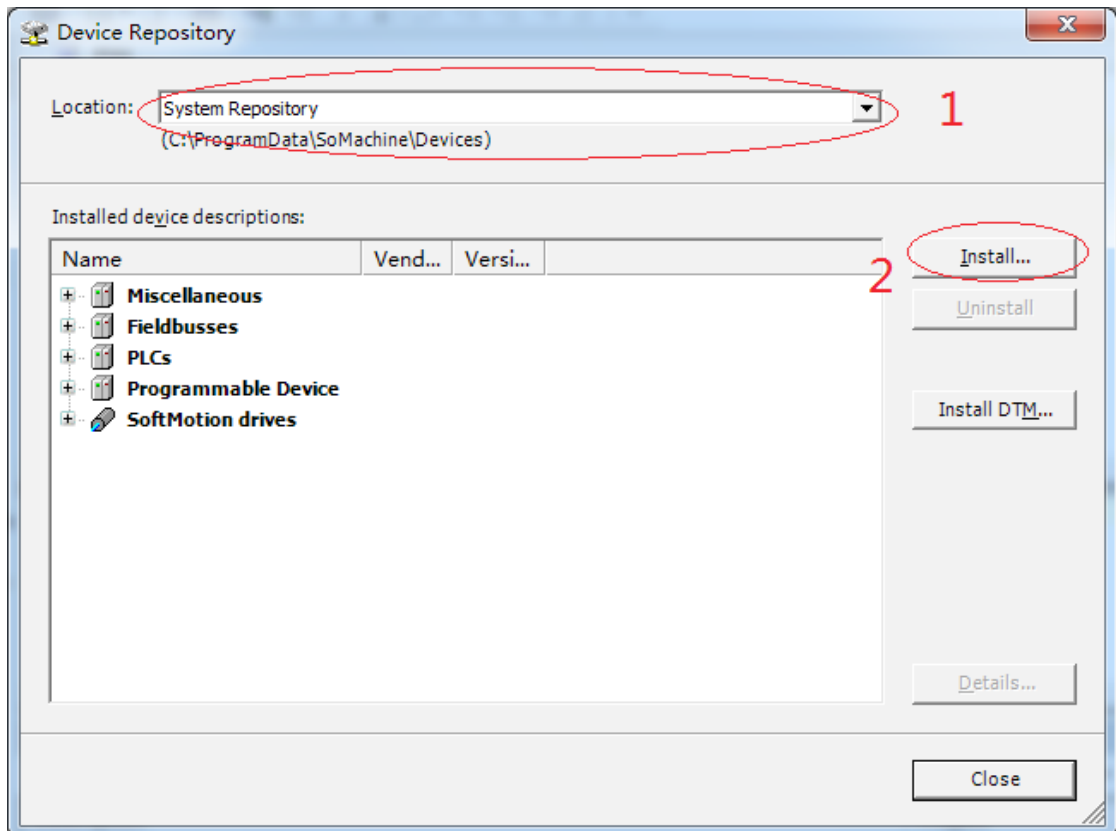 Device Repository
Location: System Repository 1
(C:\ProgramData\SoMachine\Devices)
Installed device descriptions:
Name Vend... Versi... 2 Install...
Miscellaneous
Fieldbusses Uninstall
PLCs
Programmable Device
SoftMotion drives Install DTM...
Details...
Close